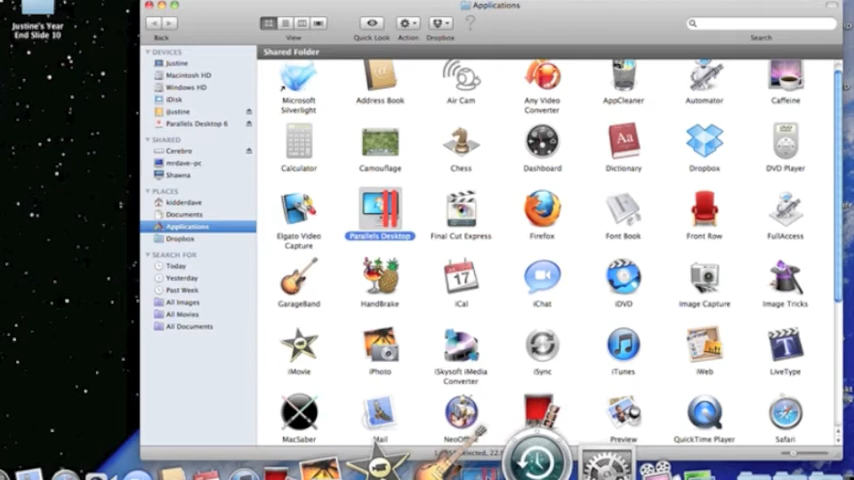 Applications
Justine's Year
End Slide 10
Back
View
Quick Look
Action
Dropbox
Search
Shared Folder
DEVICES
Justine
Macintosh HD
Windows HD
iDisk
Parallels Desktop 6
SHARED
Cerebro
mrdave-pc
Shawna
PLACES
kidderdave
Documents
Applications
Dropbox
SEARCH FOR
Today
Yesterday
Past Week
All Images
All Movies
All Documents
Microsoft
Silverlight
Address Book
Air Cam
Any Video
Converter
AppCleaner
Automator
Caffeine
Calculator
Camouflage
Chess
Dashboard
Dictionary
Dropbox
DVD Player
Elgato Video
Capture
Parallels Desktop
Final Cut Express
Firefox
Font Book
Front Row
FullAccess
GarageBand
HandBrake
iCal
iChat
iDVD
Image Capture
Image Tricks
iMovie
iPhoto
iSkysoft iMedia
Converter
iSync
iTunes
iWeb
LiveType
MacSaber
Mail
Preview
QuickTime Player
Safari